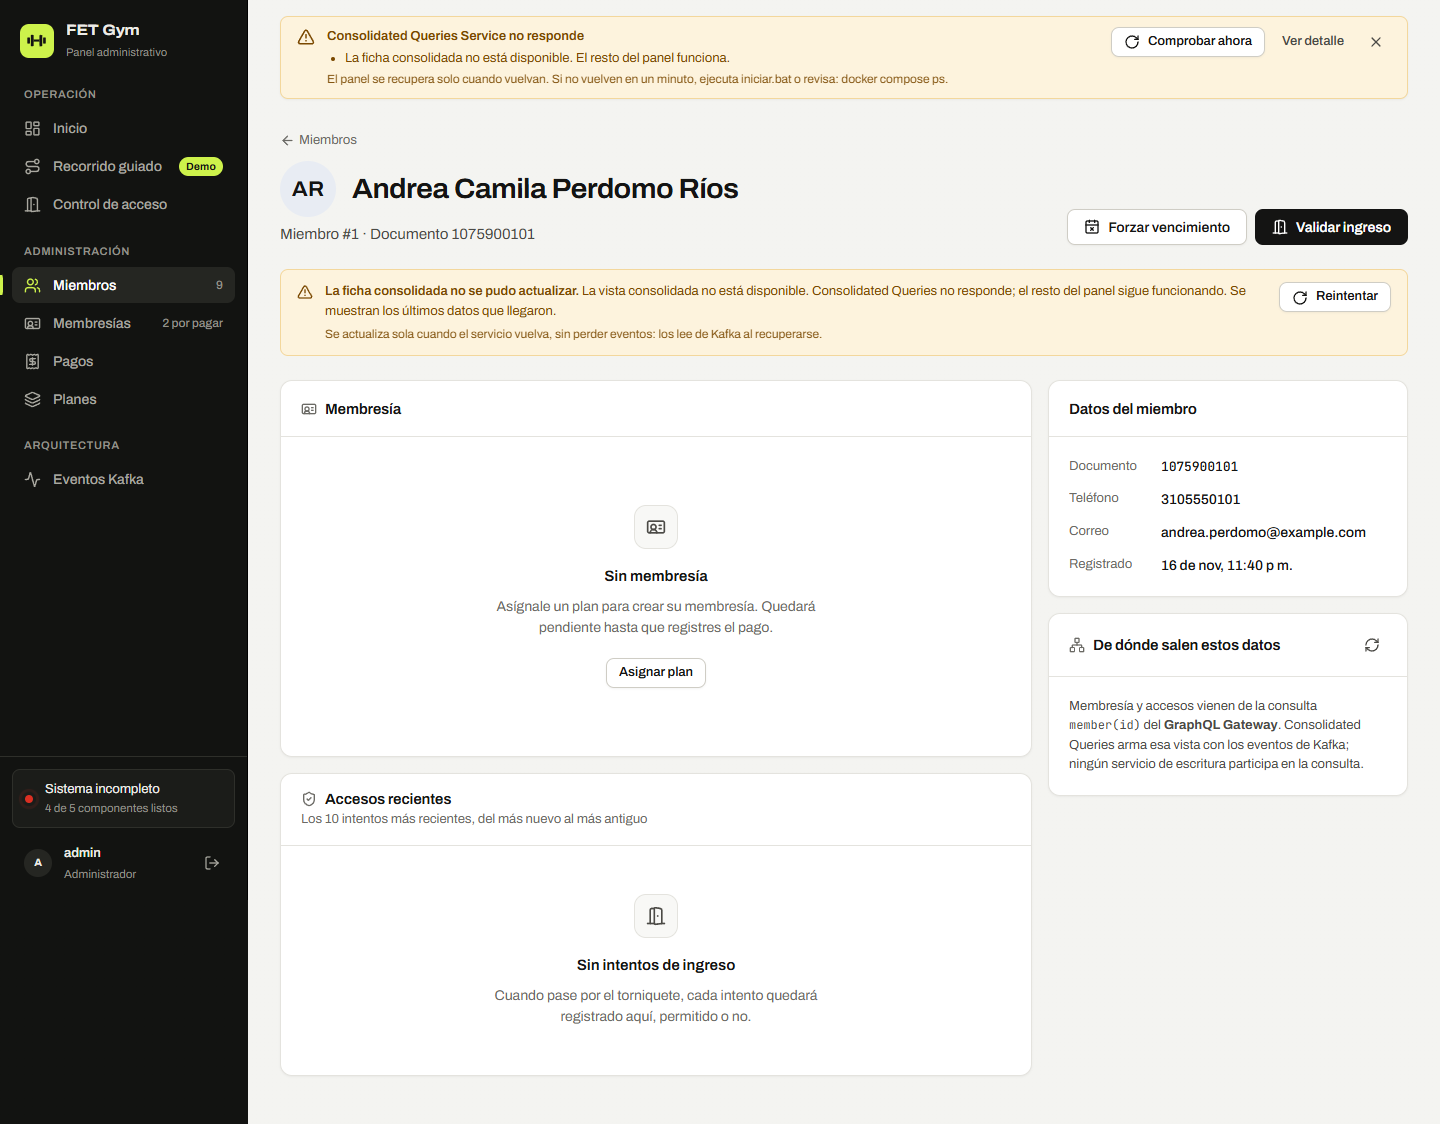 FET Gym
Panel administrativo
OPERACIÓN
Inicio
Recorrido guiado Demo
Control de acceso
ADMINISTRACIÓN
Miembros 9
Membresías 2 por pagar
Pagos
Planes
ARQUITECTURA
Eventos Kafka
Sistema incompleto
4 de 5 componentes listos
A
admin
Administrador
Consolidated Queries Service no responde
• La ficha consolidada no está disponible. El resto del panel funciona.
El panel se recupera solo cuando vuelvan. Si no vuelven en un minuto, ejecuta iniciar.bat o revisa: docker compose ps.
Comprobar ahora
Ver detalle
Miembros
AR
Andrea Camila Perdomo Ríos
Miembro #1 · Documento 1075900101
Forzar vencimiento
Validar ingreso
La ficha consolidada no se pudo actualizar. La vista consolidada no está disponible. Consolidated Queries no responde; el resto del panel sigue funcionando. Se
muestran los últimos datos que llegaron.
Se actualiza sola cuando el servicio vuelva, sin perder eventos: los lee de Kafka al recuperarse.
Reintentar
Membresía
Sin membresía
Asígnale un plan para crear su membresía. Quedará
pendiente hasta que registres el pago.
Asignar plan
Accesos recientes
Los 10 intentos más recientes, del más nuevo al más antiguo
Sin intentos de ingreso
Cuando pase por el torniquete, cada intento quedará
registrado aquí, permitido o no.
Datos del miembro
Documento 1075900101
Teléfono 3105550101
Correo andrea.perdomo@example.com
Registrado 16 de nov, 11:40 p m.
De dónde salen estos datos
Membresía y accesos vienen de la consulta
member(id) del GraphQL Gateway. Consolidated
Queries arma esa vista con los eventos de Kafka;
ningún servicio de escritura participa en la consulta.